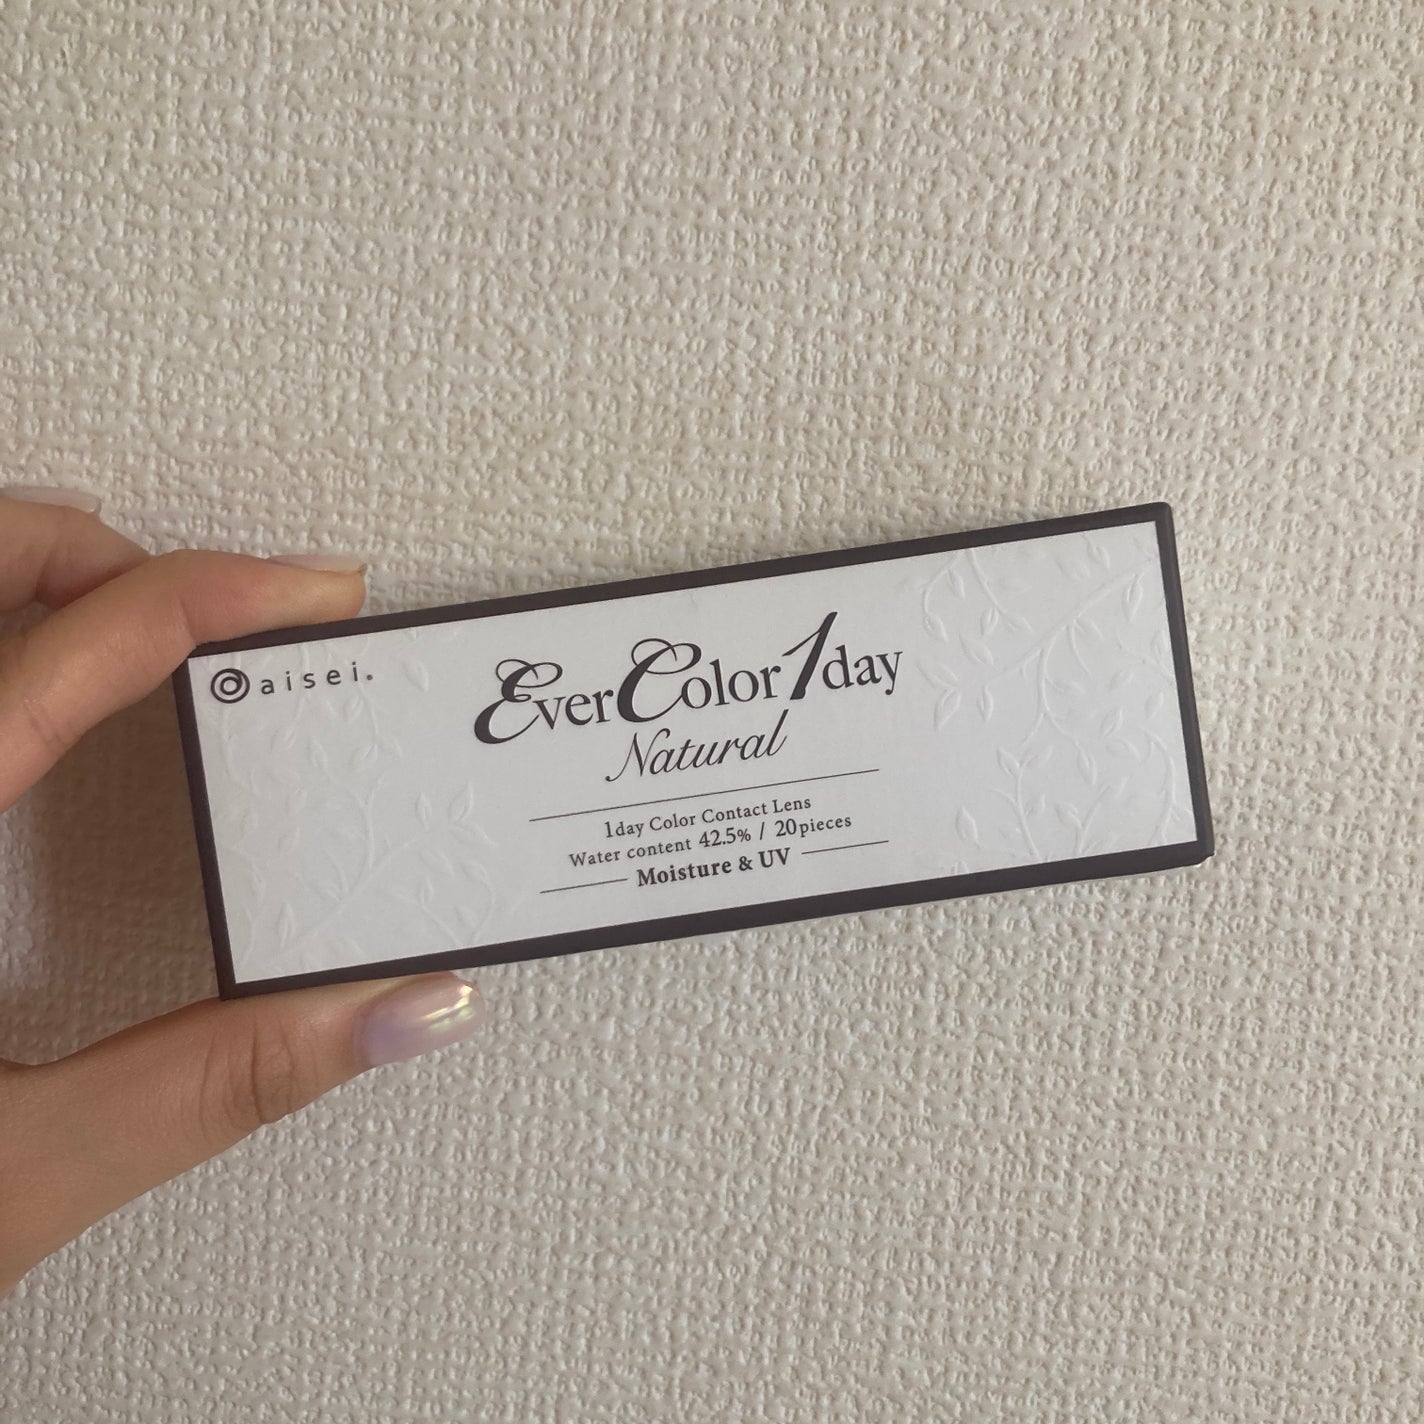 aisei.
EverColor1day
Natural
1day Color Contact Lens
Water content 42.5% / 20pieces
Moisture & UV